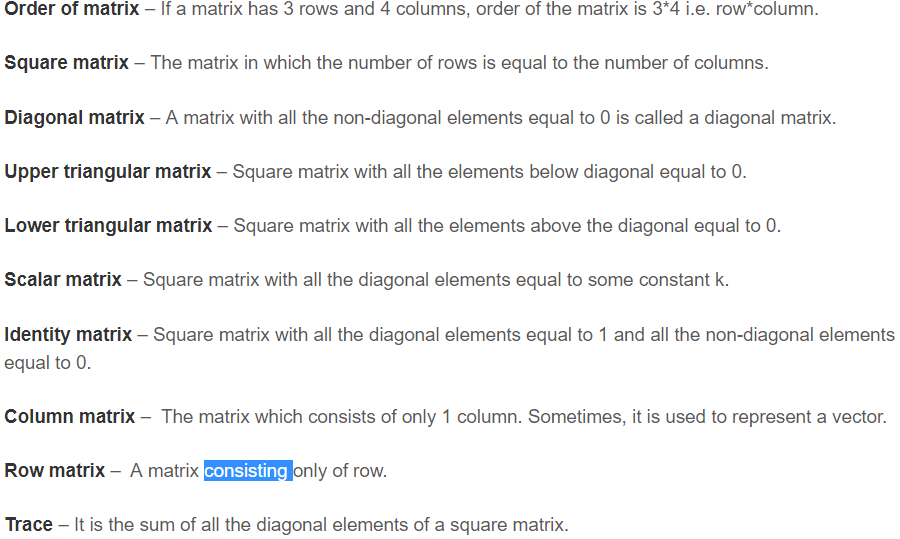 Order of matrix – If a matrix has 3 rows and 4 columns, order of the matrix is 3*4 i.e. row*column.
Square matrix – The matrix in which the number of rows is equal to the number of columns.
Diagonal matrix – A matrix with all the non-diagonal elements equal to 0 is called a diagonal matrix.
Upper triangular matrix – Square matrix with all the elements below diagonal equal to 0.
Lower triangular matrix – Square matrix with all the elements above the diagonal equal to 0.
Scalar matrix – Square matrix with all the diagonal elements equal to some constant k.
Identity matrix – Square matrix with all the diagonal elements equal to 1 and all the non-diagonal elements
equal to 0.
Column matrix – The matrix which consists of only 1 column. Sometimes, it is used to represent a vector.
Row matrix – A matrix consisting only of row.
Trace – It is the sum of all the diagonal elements of a square matrix.